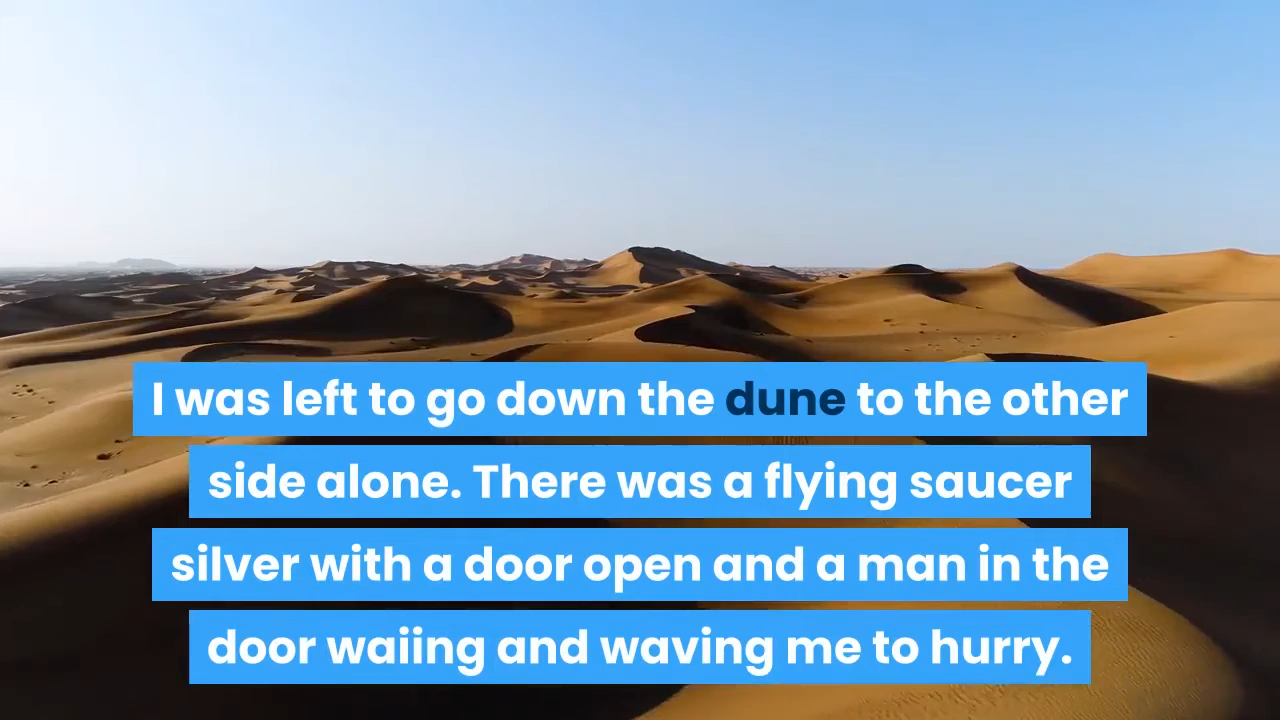 I was left to go down the dune to the other
side alone. There was a flying saucer
silver with a door open and a man in the
door waiing and waving me to hurry.